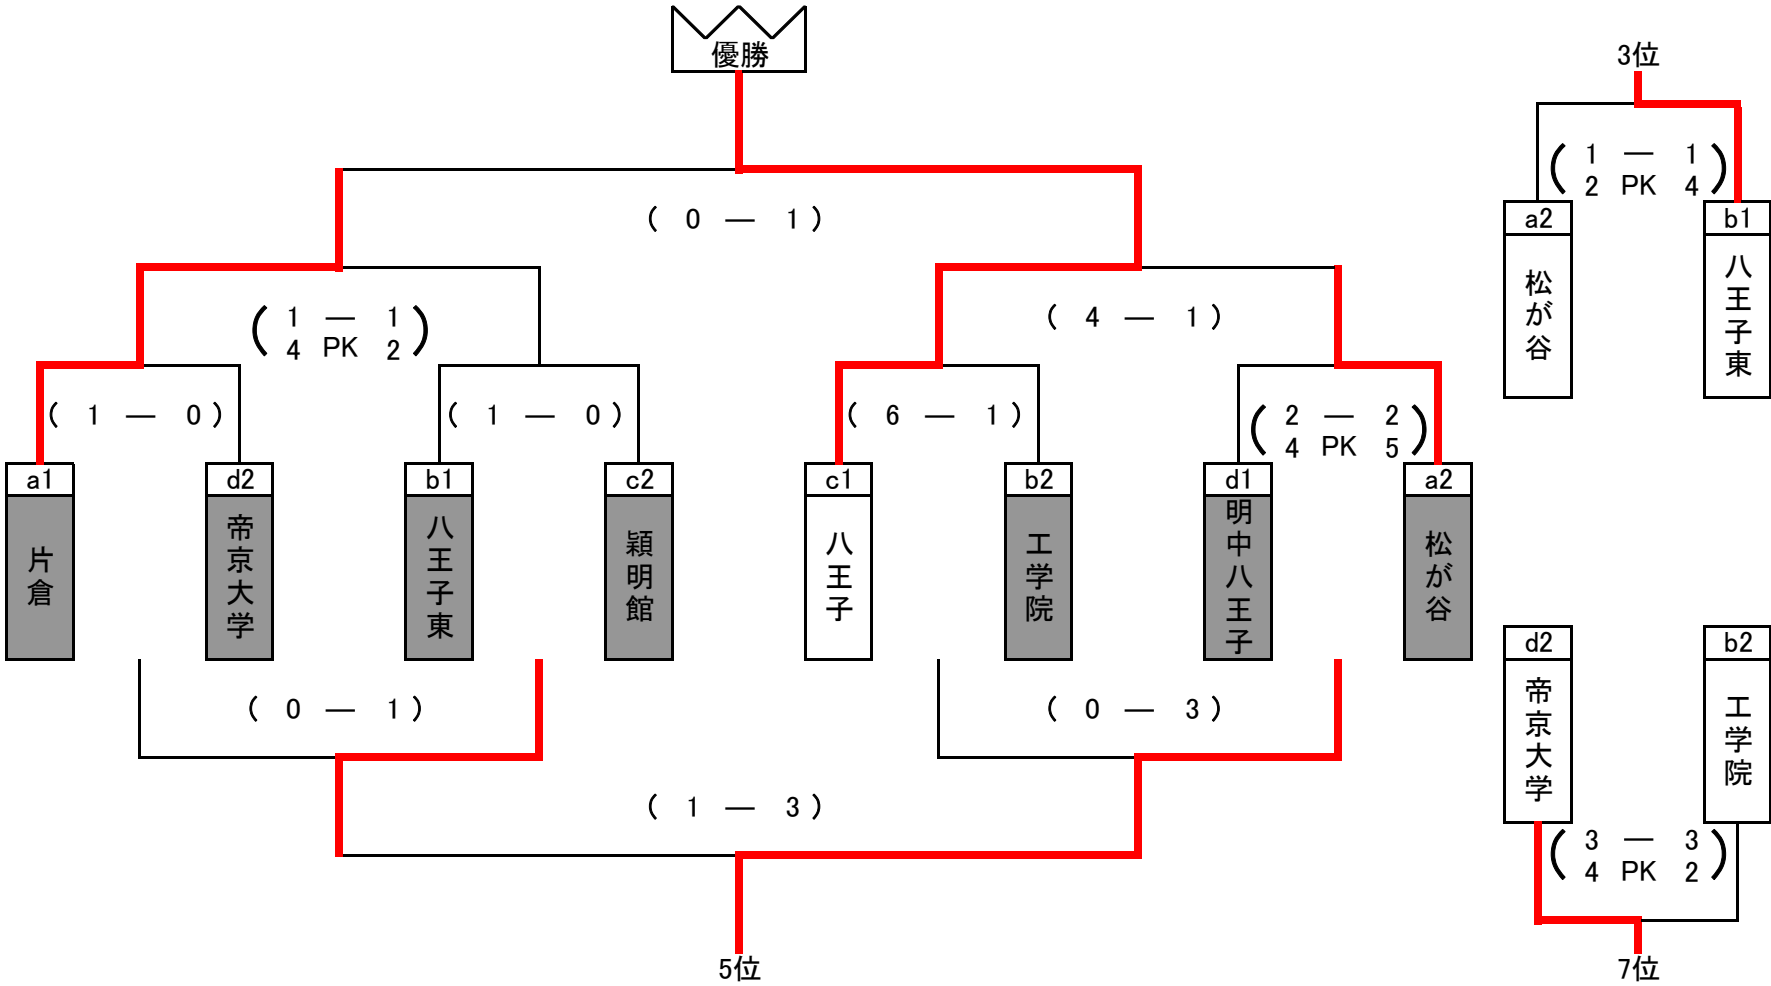 優勝
3位
( 1 ― 1 )
2 PK 4
a2
b1
松が谷
八王子東
( 0 ― 1 )
( 1 ― 1 )
4 PK 2
( 4 ― 1 )
( 1 ― 0 )
( 1 ― 0 )
( 6 ― 1 )
( 2 ― 2 )
4 PK 5
a1
d2
b1
c2
c1
b2
d1
a2
片倉
帝京大学
八王子東
穎明館
八王子
工学院
明中八王子
松が谷
( 0 ― 1 )
( 0 ― 3 )
( 1 ― 3 )
5位
d2
b2
帝京大学
工学院
( 3 ― 3 )
4 PK 2
7位